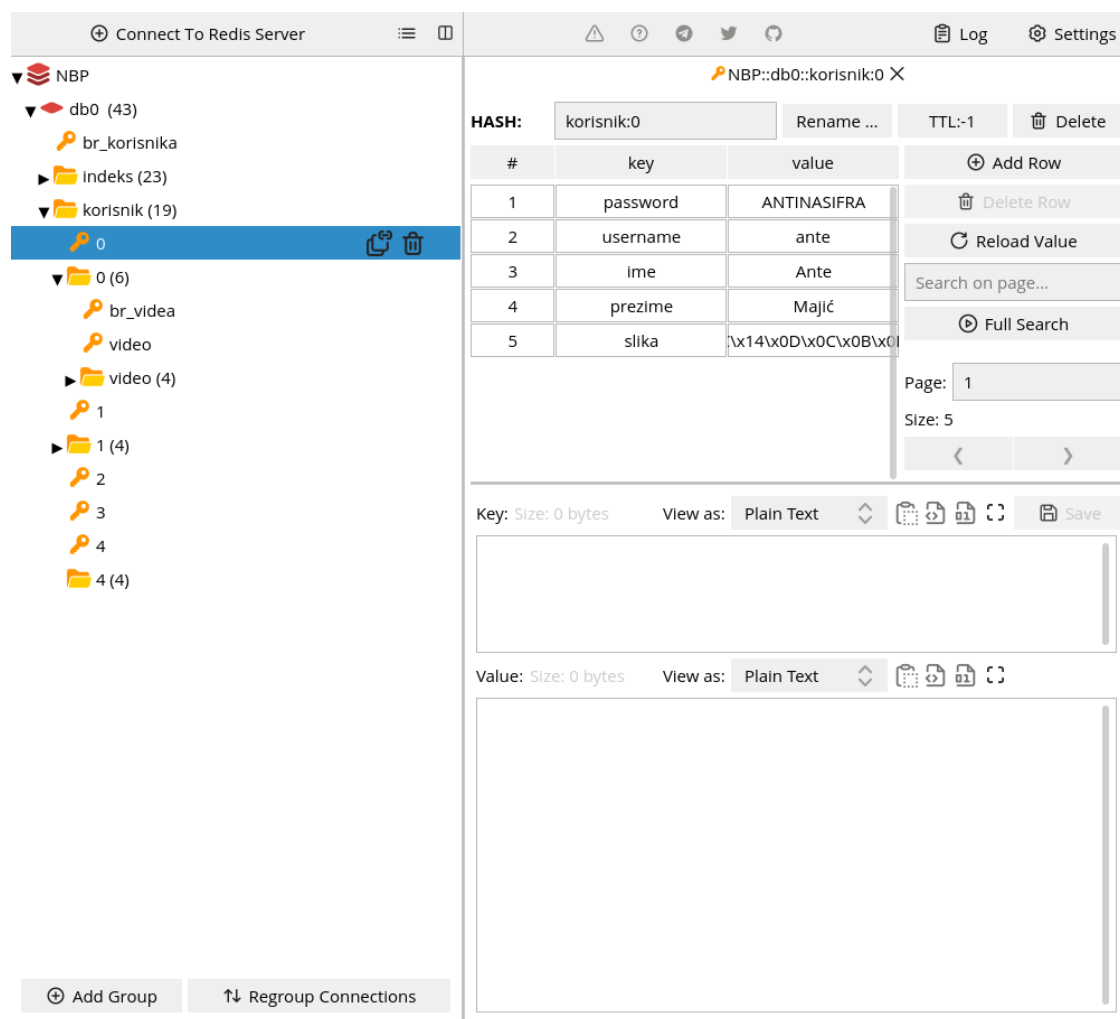 Connect To Redis Server
Log
Settings
NBP
db0 (43)
br_korisnika
indeks (23)
korisnik (19)
0
0 (6)
br_videa
video
video (4)
1
1 (4)
2
3
4
4 (4)
Add Group
Regroup Connections
NBP::db0::korisnik:0
HASH:
korisnik:0
Rename ...
TTL:-1
Delete
# key value
1 password ANTINASIFRA
2 username ante
3 ime Ante
4 prezime Majić
5 slika \x14\x0D\x0C\x0B\x0
Add Row
Delete Row
Reload Value
Search on page...
Full Search
Page: 1
Size: 5
Key: Size: 0 bytes View as: Plain Text Save
Value: Size: 0 bytes View as: Plain Text